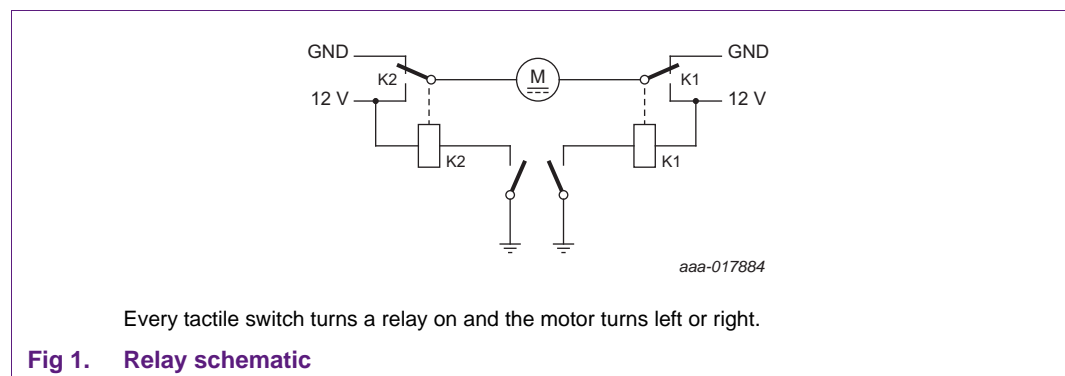 GND
GND
K2
M
K1
12 V
12 V
K2
K1
aaa-017884
Every tactile switch turns a relay on and the motor turns left or right.
Fig 1. Relay schematic